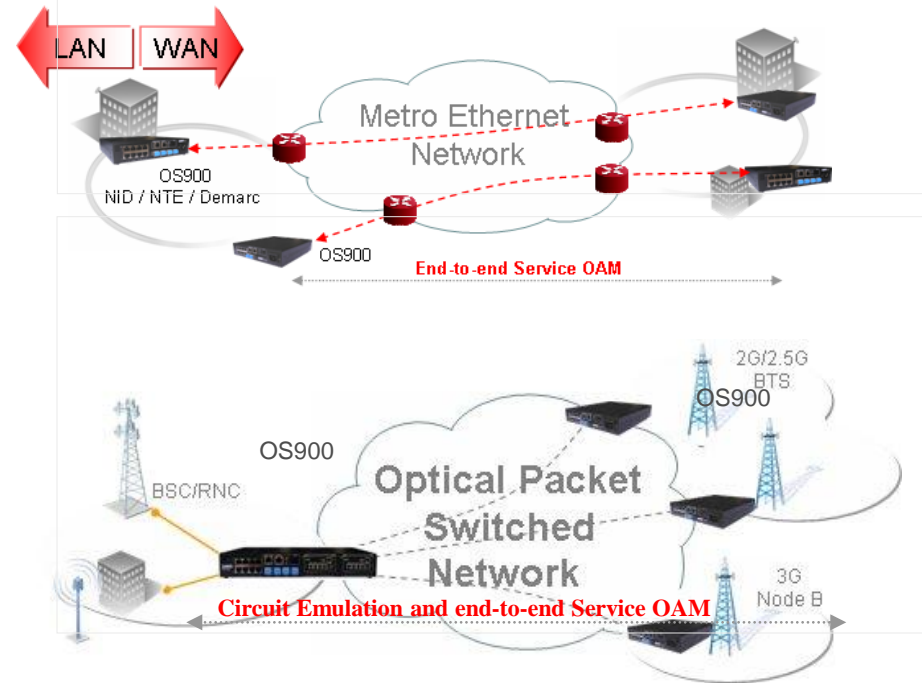 LAN
WAN
Metro Ethernet
Network
OS900
NID / NTE / Demarc
OS900
End-to-end Service OAM
2G/2.5G
BTS
OS900
OS900
BSC/RNC
Optical Packet
Switched
Network
3G
Node B
Circuit Emulation and end-to-end Service OAM